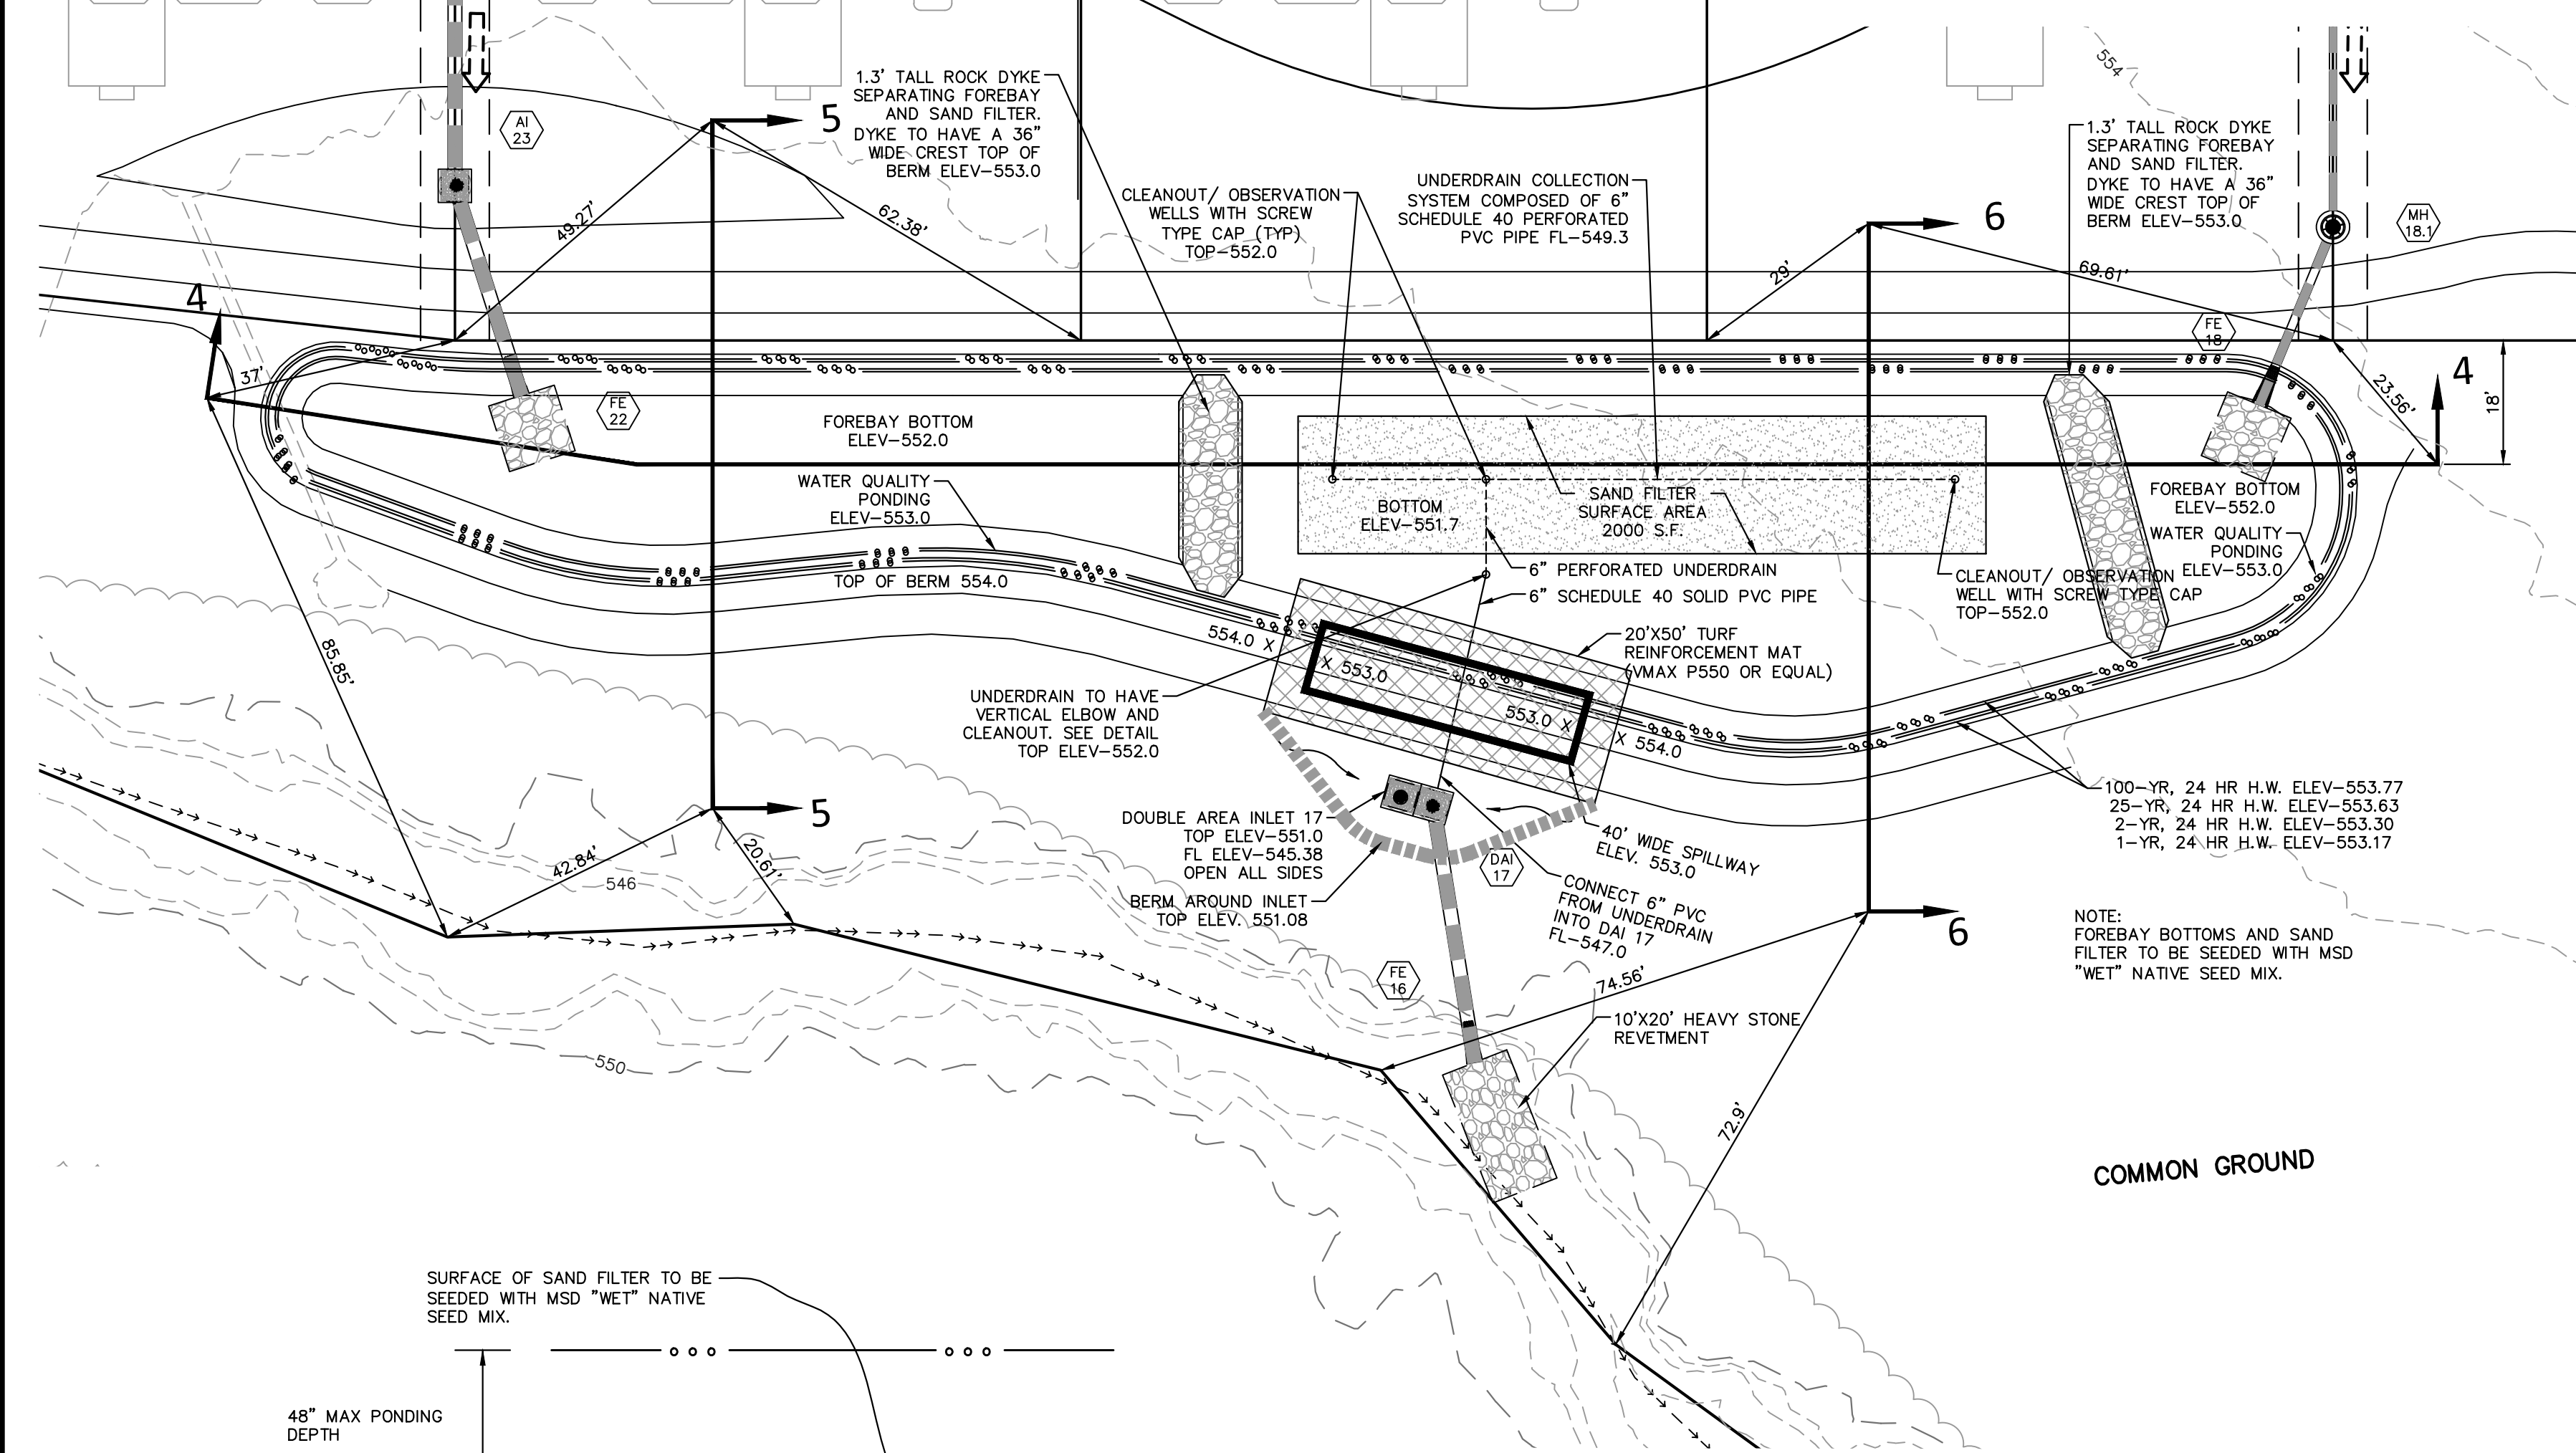 554
1.3' TALL ROCK DYKE
SEPARATING FOREBAY
AND SAND FILTER.
DYKE TO HAVE A 36"
WIDE CREST TOP OF
BERM ELEV-553.0
5
AI
23
1.3' TALL ROCK DYKE
SEPARATING FOREBAY
AND SAND FILTER.
DYKE TO HAVE A 36"
WIDE CREST TOP OF
BERM ELEV-553.0
CLEANOUT/ OBSERVATION
WELLS WITH SCREW
TYPE CAP (TYP)
TOP-552.0
UNDERDRAIN COLLECTION
SYSTEM COMPOSED OF 6"
SCHEDULE 40 PERFORATED
PVC PIPE FL-549.3
6
MH
18.1
49.27'
62.38'
29'
69.61'
4
FE
18
37'
4
23.56'
18'
FE
22
FOREBAY BOTTOM
ELEV-552.0
WATER QUALITY
PONDING
ELEV-553.0
BOTTOM
ELEV-551.7
SAND FILTER
SURFACE AREA
2000 S.F.
FOREBAY BOTTOM
ELEV-552.0
WATER QUALITY
PONDING
ELEV-553.0
TOP OF BERM 554.0
6" PERFORATED UNDERDRAIN
6" SCHEDULE 40 SOLID PVC PIPE
CLEANOUT/ OBSERVATION
WELL WITH SCREW TYPE CAP
TOP-552.0
554.0 X
X 553.0
553.0 X
X 554.0
20'X50' TURF
REINFORCEMENT MAT
(VMAX P550 OR EQUAL)
85.85'
UNDERDRAIN TO HAVE
VERTICAL ELBOW AND
CLEANOUT. SEE DETAIL
TOP ELEV-552.0
5
100-YR, 24 HR H.W. ELEV-553.77
25-YR, 24 HR H.W. ELEV-553.63
2-YR, 24 HR H.W. ELEV-553.30
1-YR, 24 HR H.W. ELEV-553.17
DOUBLE AREA INLET 17
TOP ELEV-551.0
FL ELEV-545.38
OPEN ALL SIDES
40' WIDE SPILLWAY
ELEV. 553.0
DAI
17
42.84'
20.61'
546
BERM AROUND INLET
TOP ELEV. 551.08
CONNECT 6" PVC
FROM UNDERDRAIN
INTO DAI 17
FL-547.0
6
NOTE:
FOREBAY BOTTOMS AND SAND
FILTER TO BE SEEDED WITH MSD
"WET" NATIVE SEED MIX.
FE
16
74.56'
10'X20' HEAVY STONE
REVETMENT
550
72.9'
COMMON GROUND
SURFACE OF SAND FILTER TO BE
SEEDED WITH MSD "WET" NATIVE
SEED MIX.
48" MAX PONDING
DEPTH